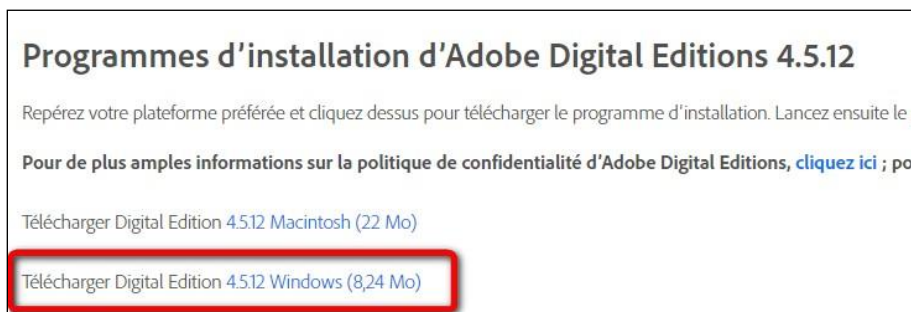 Programmes d’installation d’Adobe Digital Editions 4.5.12
Repérez votre plateforme préférée et cliquez dessus pour télécharger le programme d’installation. Lancez ensuite le
Pour de plus amples informations sur la politique de confidentialité d’Adobe Digital Editions, cliquez ici ; po
Télécharger Digital Edition 4.5.12 Macintosh (22 Mo)
Télécharger Digital Edition 4.5.12 Windows (8,24 Mo)